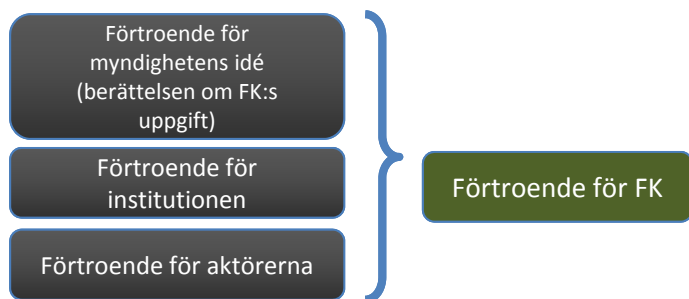 Förtroende för
myndighetens idé
(berättelsen om FK:s
uppgift)
Förtroende för
institutionen
Förtroende för aktörerna
Förtroende för FK